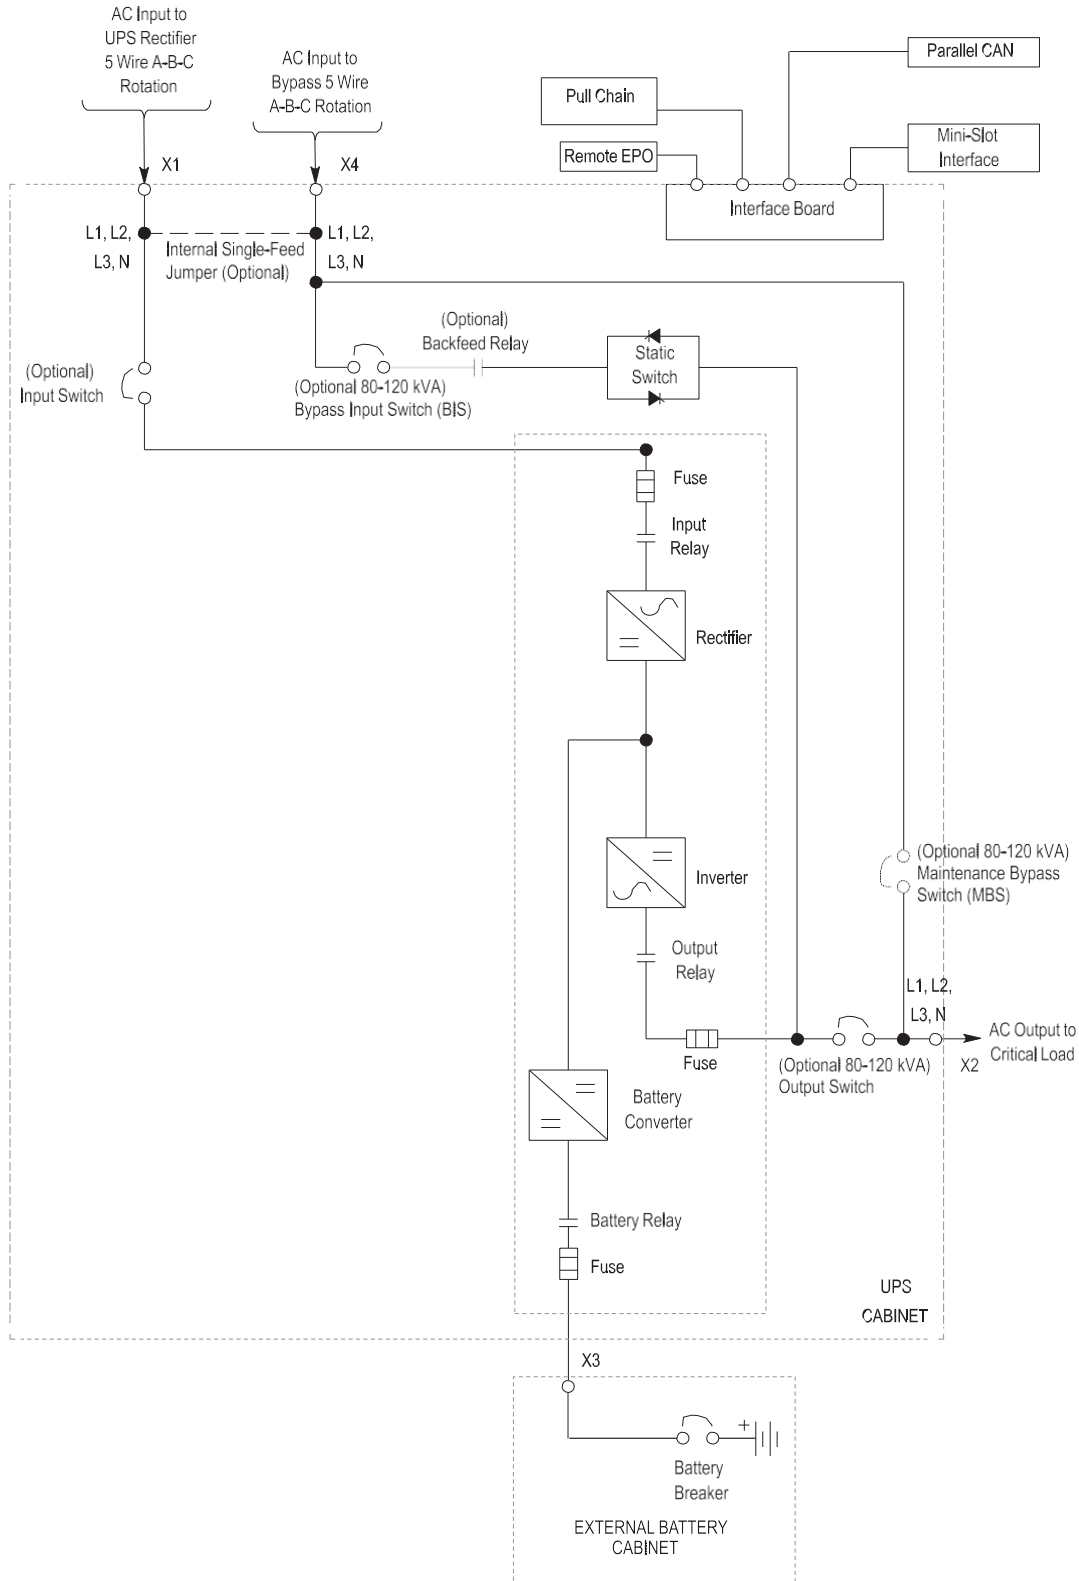 AC Input to
UPS Rectifier
5 Wire A-B-C
Rotation
AC Input to
Bypass 5 Wire
A-B-C Rotation
Parallel CAN
Pull Chain
Remote EPO
Mini-Slot
Interface
X1
X4
Interface Board
L1, L2,
L3, N
Internal Single-Feed
Jumper (Optional)
L1, L2,
L3, N
(Optional)
Backfeed Relay
Static
Switch
(Optional)
Input Switch
(Optional 80-120 kVA)
Bypass Input Switch (BIS)
Fuse
Input
Relay
Rectifier
Inverter
(Optional 80-120 kVA)
Maintenance Bypass
Switch (MBS)
Output
Relay
L1, L2,
L3, N
AC Output to
Critical Load
X2
Fuse
(Optional 80-120 kVA)
Output Switch
Battery
Converter
Battery Relay
Fuse
UPS
CABINET
X3
+
Battery
Breaker
EXTERNAL BATTERY
CABINET